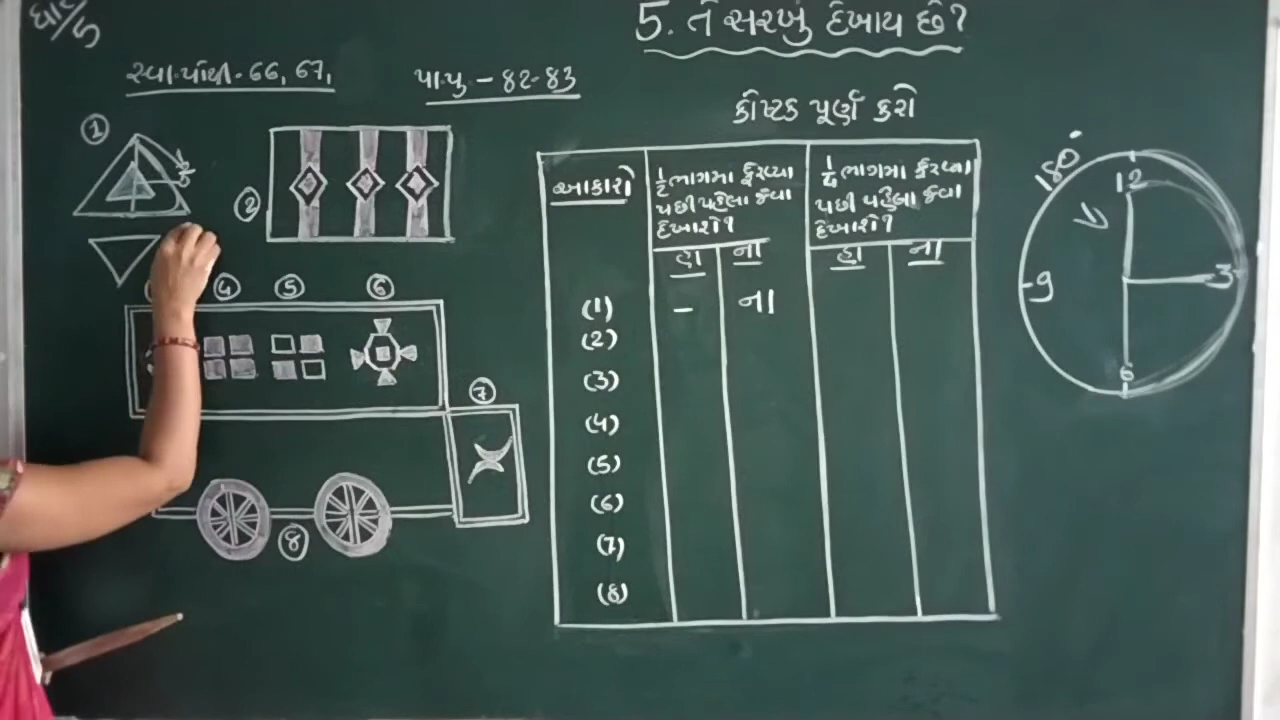 ધોરણ/5
5. તે સરખું દેખાય છે?
સ્વા.પોથી - 66, 67,
પા.પુ - 82-83
કોષ્ટક પૂર્ણ કરો
①
②
④ ⑤ ⑥
⑦
⑧
આકારો
1/2 ભાગમાં ફેરવ્યા
પછી પહેલા જેવા
દેખાશે?
હા ના
1/4 ભાગમાં ફેરવ્યા
પછી પહેલા જેવા
દેખાશે?
હા ના
(1) – ના
(2)
(3)
(4)
(5)
(6)
(7)
(8)
180°
12
3
6
9